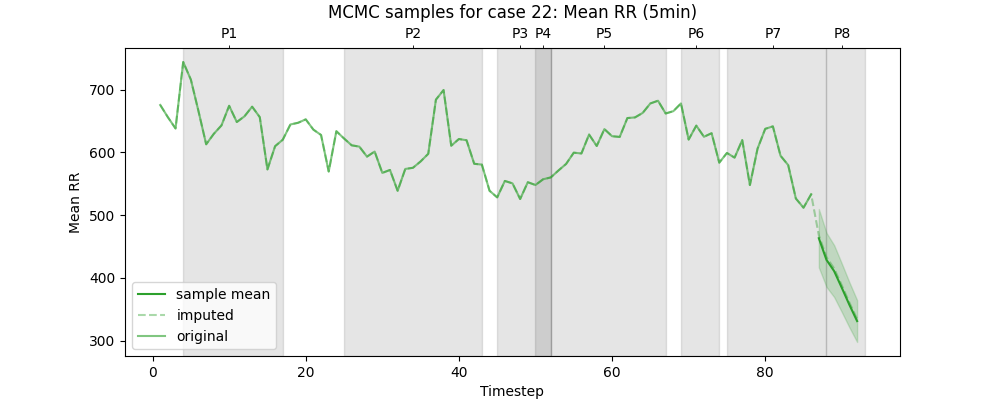 MCMC samples for case 22: Mean RR (5min)
P1 P2 P3 P4 P5 P6 P7 P8
700
600
500
400
300
Mean RR
sample mean
imputed
original
0 20 40 60 80
Timestep